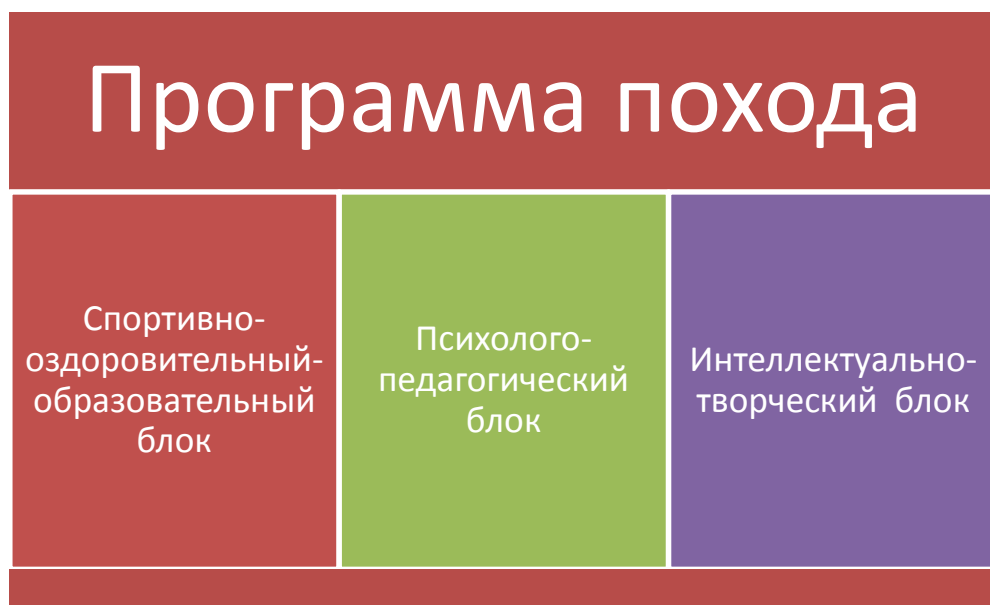 Программа похода
Спортивно-
оздоровительный-
образовательный
блок
Психолого-
педагогический
блок
Интеллектуально-
творческий блок